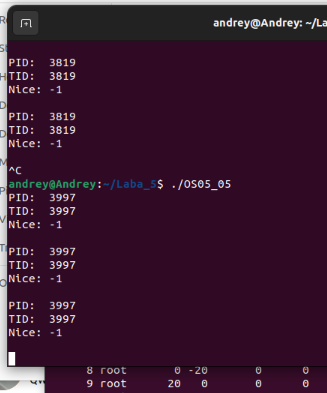 andrey@Andrey: ~/La
PID: 3819
TID: 3819
Nice: -1
PID: 3819
TID: 3819
Nice: -1
^C
andrey@Andrey:~/Laba_5$ ./OS05_05
PID: 3997
TID: 3997
Nice: -1
PID: 3997
TID: 3997
Nice: -1
PID: 3997
TID: 3997
Nice: -1
8 root 0 -20 0 0
9 root 20 0 0 0